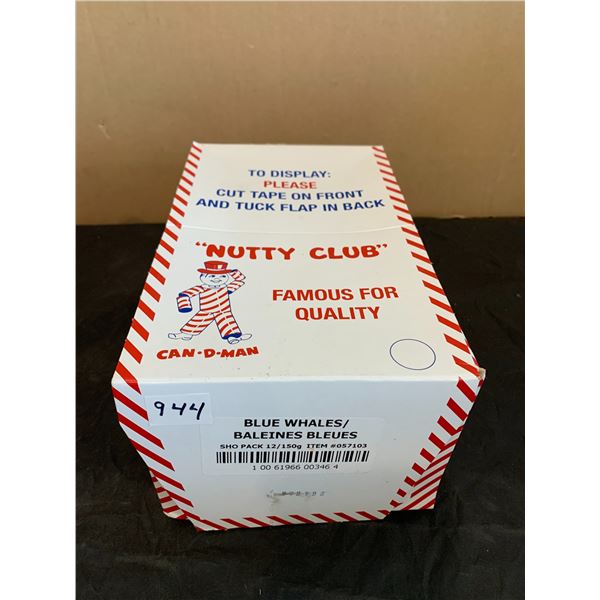 TO DISPLAY:
PLEASE
CUT TAPE ON FRONT
AND TUCK FLAP IN BACK
"NUTTY CLUB"
FAMOUS FOR
QUALITY
CAN-D-MAN
944
BLUE WHALES/
BALEINES BLEUES
SHO PACK 12/150g ITEM #057103
1 00 61966 00346 4